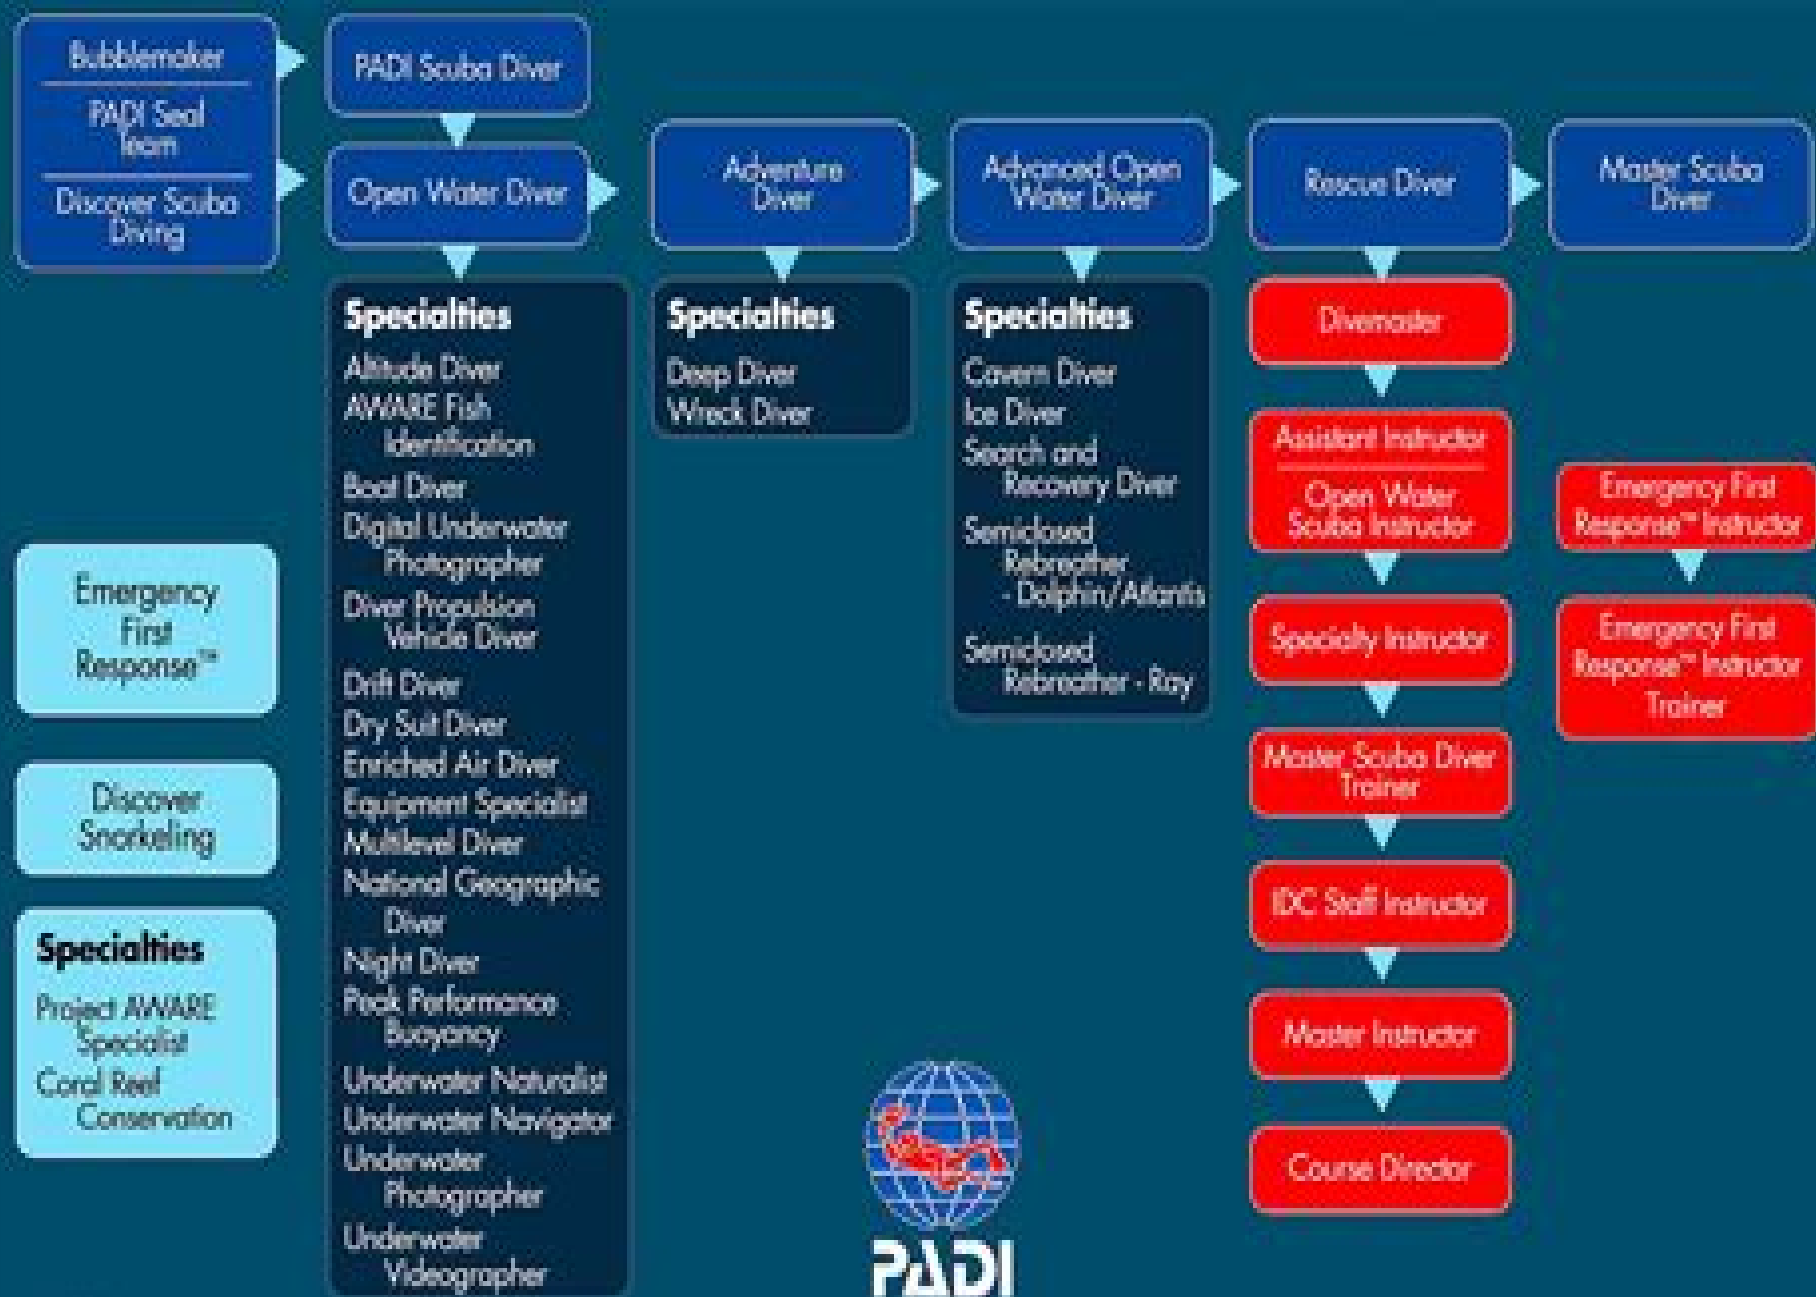 Bubblemaker
PADI Seal
Team
Discover Scuba
Diving
PADI Scuba Diver
Open Water Diver
Adventure
Diver
Advanced Open
Water Diver
Rescue Diver
Master Scuba
Diver
Emergency
First
Response™
Discover
Snorkeling
Specialties
Project AWARE
Specialist
Coral Reef
Conservation
Specialties
Altitude Diver
AWARE Fish
Identification
Boat Diver
Digital Underwater
Photographer
Diver Propulsion
Vehicle Diver
Drift Diver
Dry Suit Diver
Enriched Air Diver
Equipment Specialist
Multilevel Diver
National Geographic
Diver
Night Diver
Peak Performance
Buoyancy
Underwater Naturalist
Underwater Navigator
Underwater
Photographer
Underwater
Videographer
Specialties
Deep Diver
Wreck Diver
Specialties
Cavern Diver
Ice Diver
Search and
Recovery Diver
Semiclosed
Rebreather
- Dolphin/Atlantis
Semiclosed
Rebreather - Ray
Divemaster
Assistant Instructor
Open Water
Scuba Instructor
Specialty Instructor
Master Scuba Diver
Trainer
IDC Staff Instructor
Master Instructor
Course Director
Emergency First
Response™ Instructor
Emergency First
Response™ Instructor
Trainer
PADI